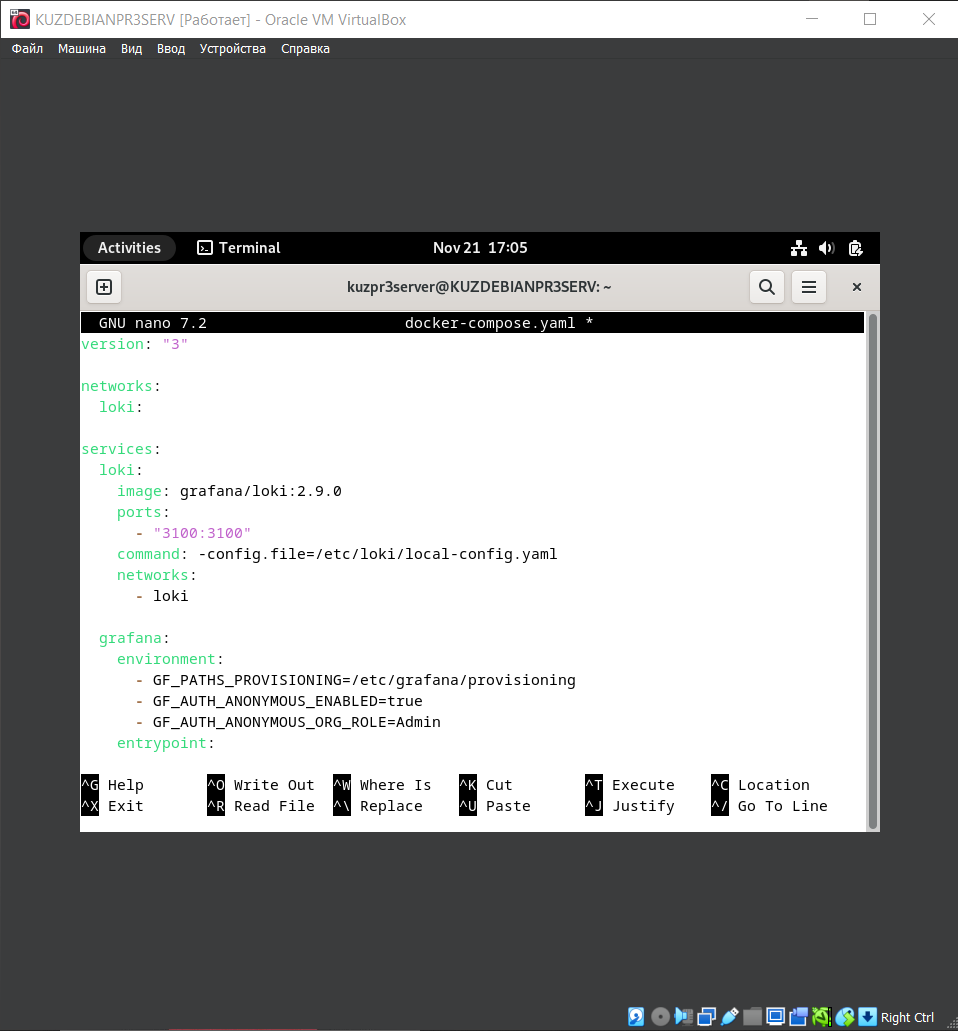 KUZDEBIANPR3SERV [Работает] - Oracle VM VirtualBox
Файл Машина Вид Ввод Устройства Справка
Activities Terminal Nov 21 17:05
kuzpr3server@KUZDEBIANPR3SERV: ~
GNU nano 7.2 docker-compose.yaml *
version: "3"
networks:
  loki:
services:
  loki:
    image: grafana/loki:2.9.0
    ports:
      - "3100:3100"
    command: -config.file=/etc/loki/local-config.yaml
    networks:
      - loki
  grafana:
    environment:
      - GF_PATHS_PROVISIONING=/etc/grafana/provisioning
      - GF_AUTH_ANONYMOUS_ENABLED=true
      - GF_AUTH_ANONYMOUS_ORG_ROLE=Admin
    entrypoint:
^G Help ^O Write Out ^W Where Is ^K Cut ^T Execute ^C Location
^X Exit ^R Read File ^\ Replace ^U Paste ^J Justify ^/ Go To Line
Right Ctrl